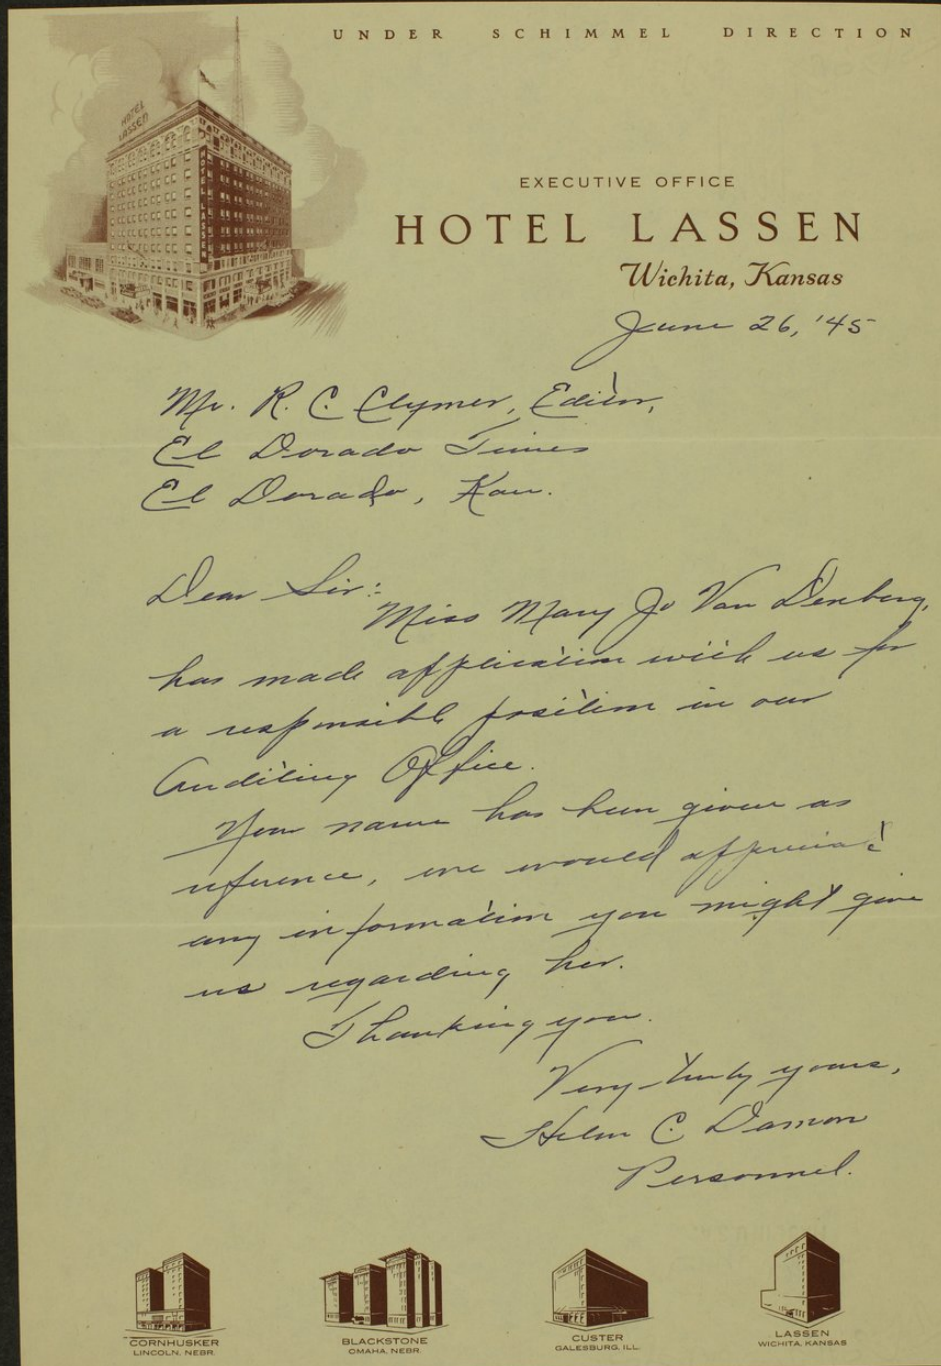 UNDER SCHIMMEL DIRECTION
HOTEL LASSEN
HOTEL LASSEN
EXECUTIVE OFFICE
HOTEL LASSEN
Wichita, Kansas
June 26, '45
Mr. R. C. Clymer, Editor,
El Dorado Times
El Dorado, Kan.
Dear Sir:
Miss Mary Jo Van Denberg,
has made application with us for
a responsible position in our
Auditing Office.
Your name has been given as
reference, we would appreciate
any information you might give
us regarding her.
Thanking you.
Very truly yours,
Helen C. Damon
Personnel.
CORNHUSKER
LINCOLN, NEBR.
BLACKSTONE
OMAHA, NEBR.
CUSTER
GALESBURG, ILL.
LASSEN
WICHITA, KANSAS